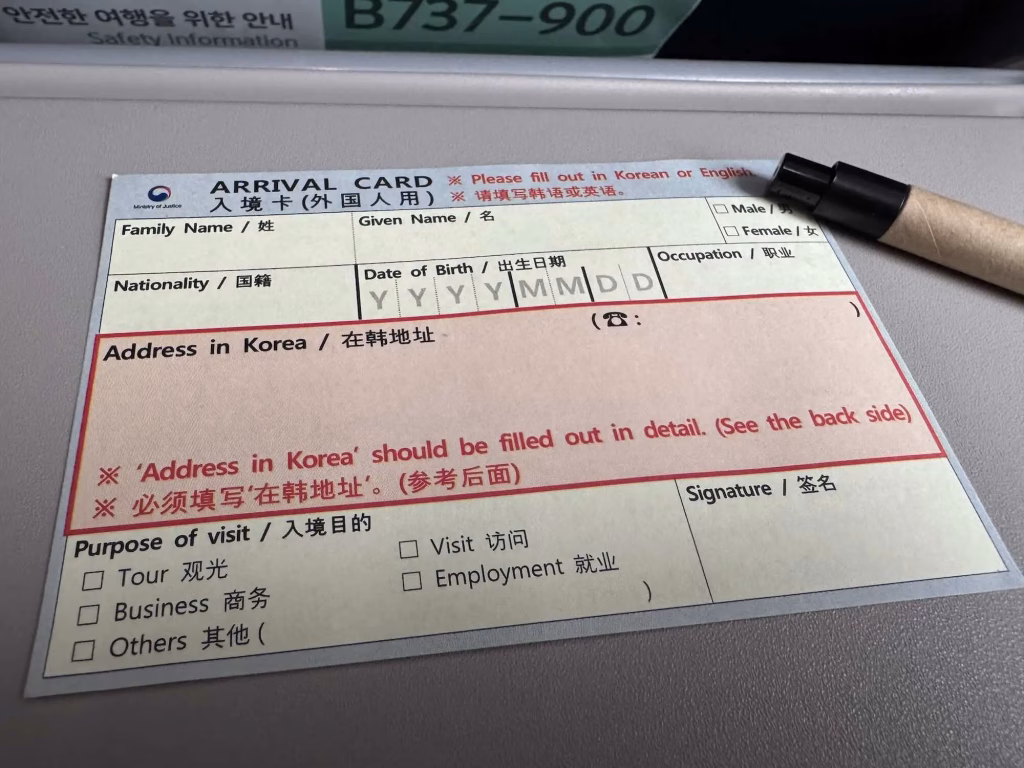 안전한 여행을 위한 안내
Safety Information
B737-900
Ministry of Justice
ARRIVAL CARD
入境卡(外国人用)
※ Please fill out in Korean or English.
※ 请填写韩语或英语。
Family Name / 姓
Given Name / 名
□ Male / 男
□ Female / 女
Nationality / 国籍
Date of Birth / 出生日期
Y Y Y Y M M D D
Occupation / 职业
Address in Korea / 在韩地址
(☎: )
※ 'Address in Korea' should be filled out in detail. (See the back side)
※ 必须填写'在韩地址'。(参考后面)
Purpose of visit / 入境目的
□ Tour 观光
□ Visit 访问
□ Business 商务
□ Employment 就业
□ Others 其他 ( )
Signature / 签名